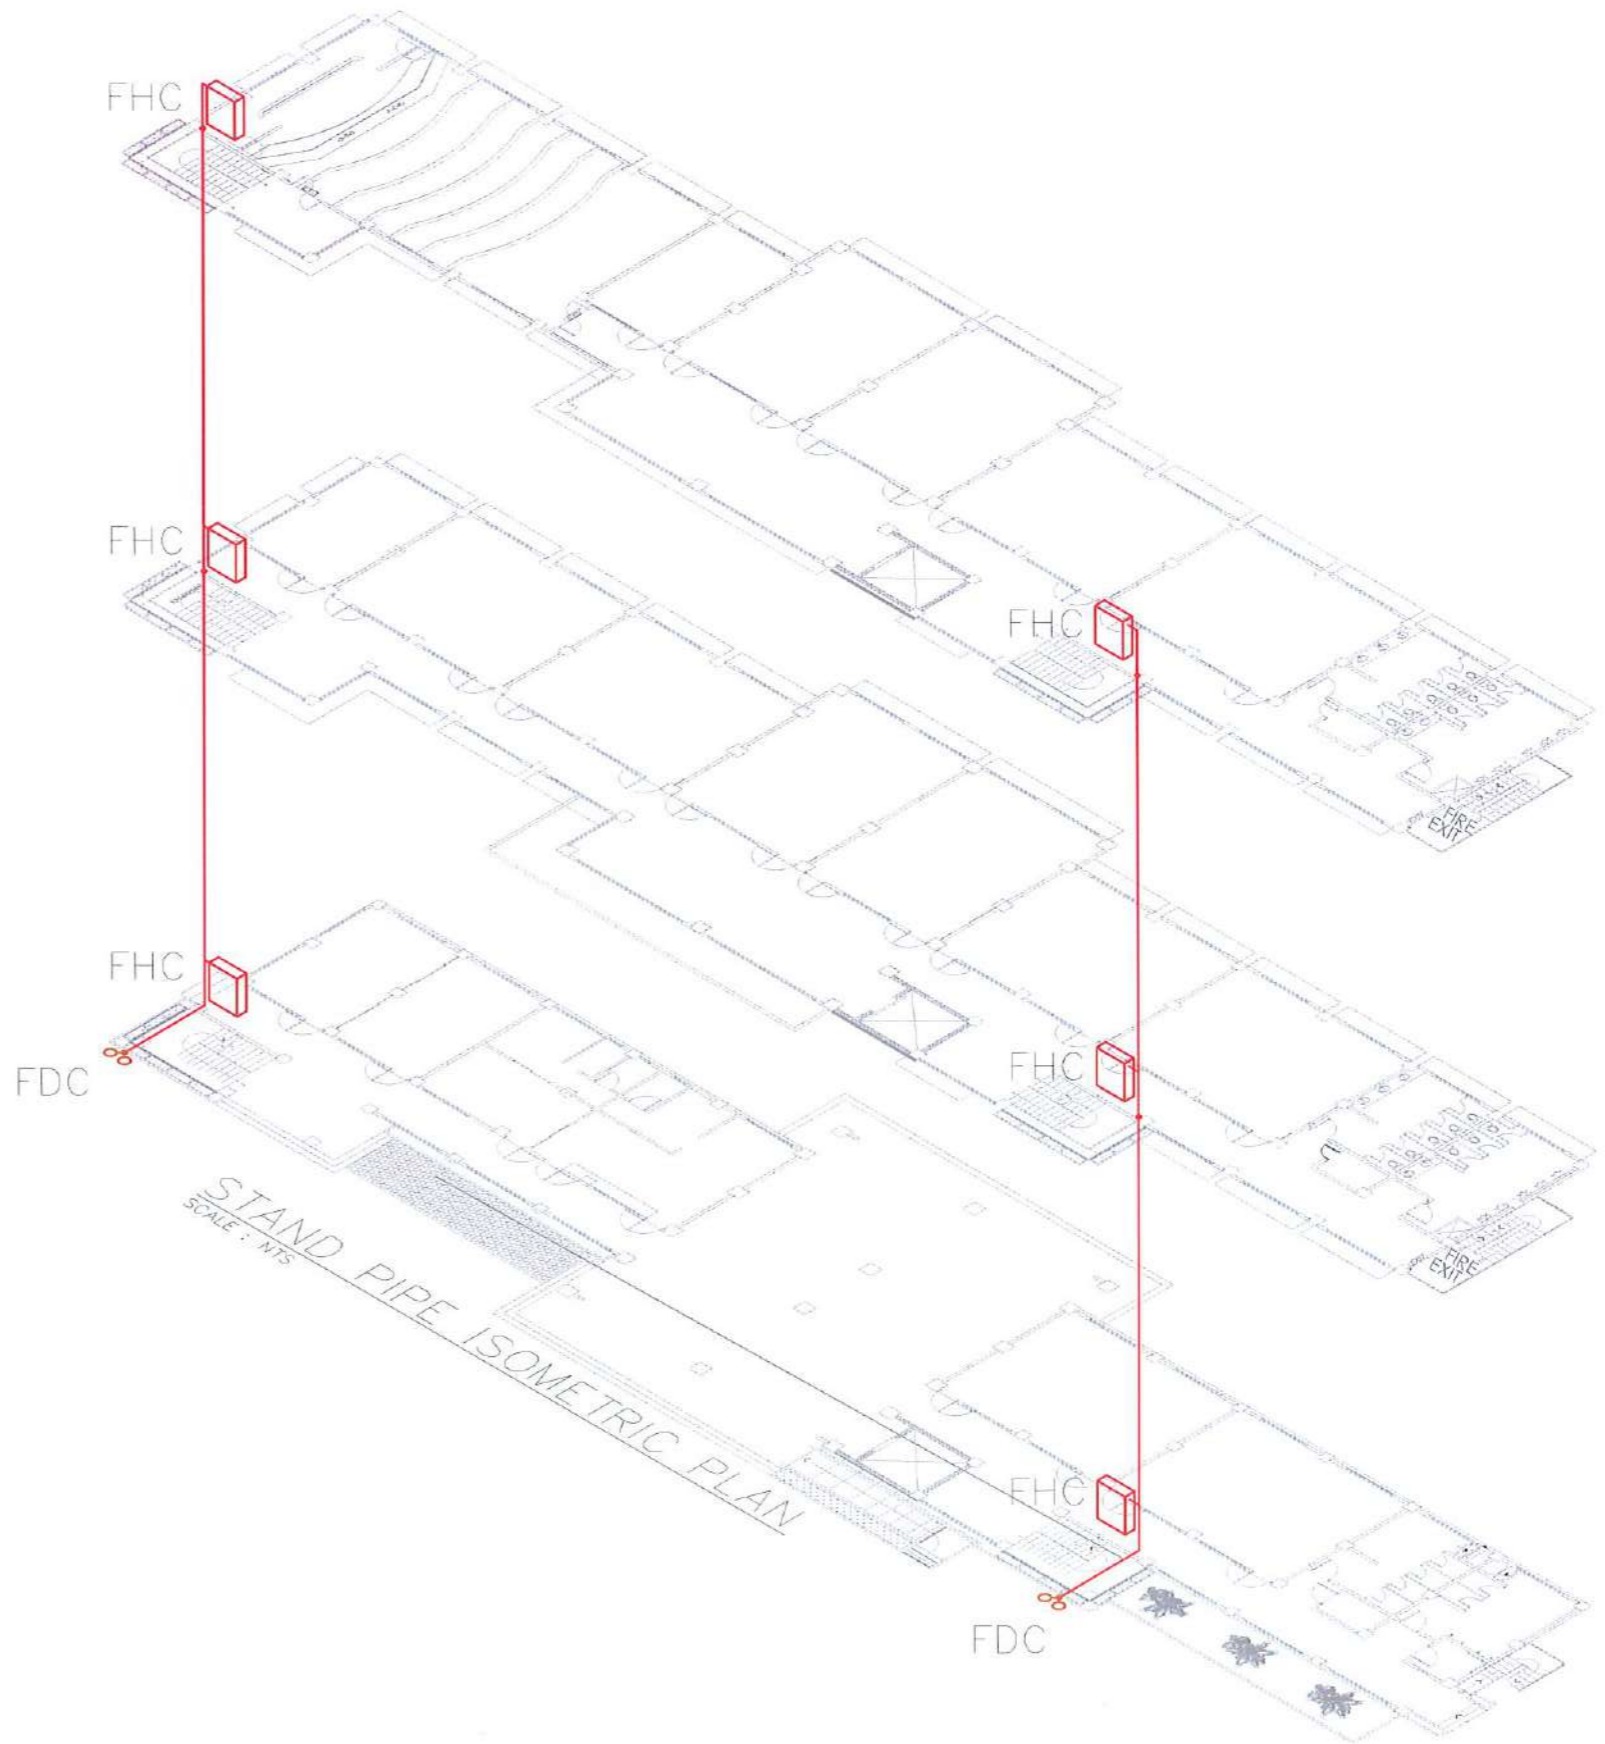 FHC
FHC
FHC
FIRE
EXIT
FHC
FDC
FHC
FIRE
EXIT
STAND PIPE ISOMETRIC PLAN
SCALE : NTS
FHC
FDC